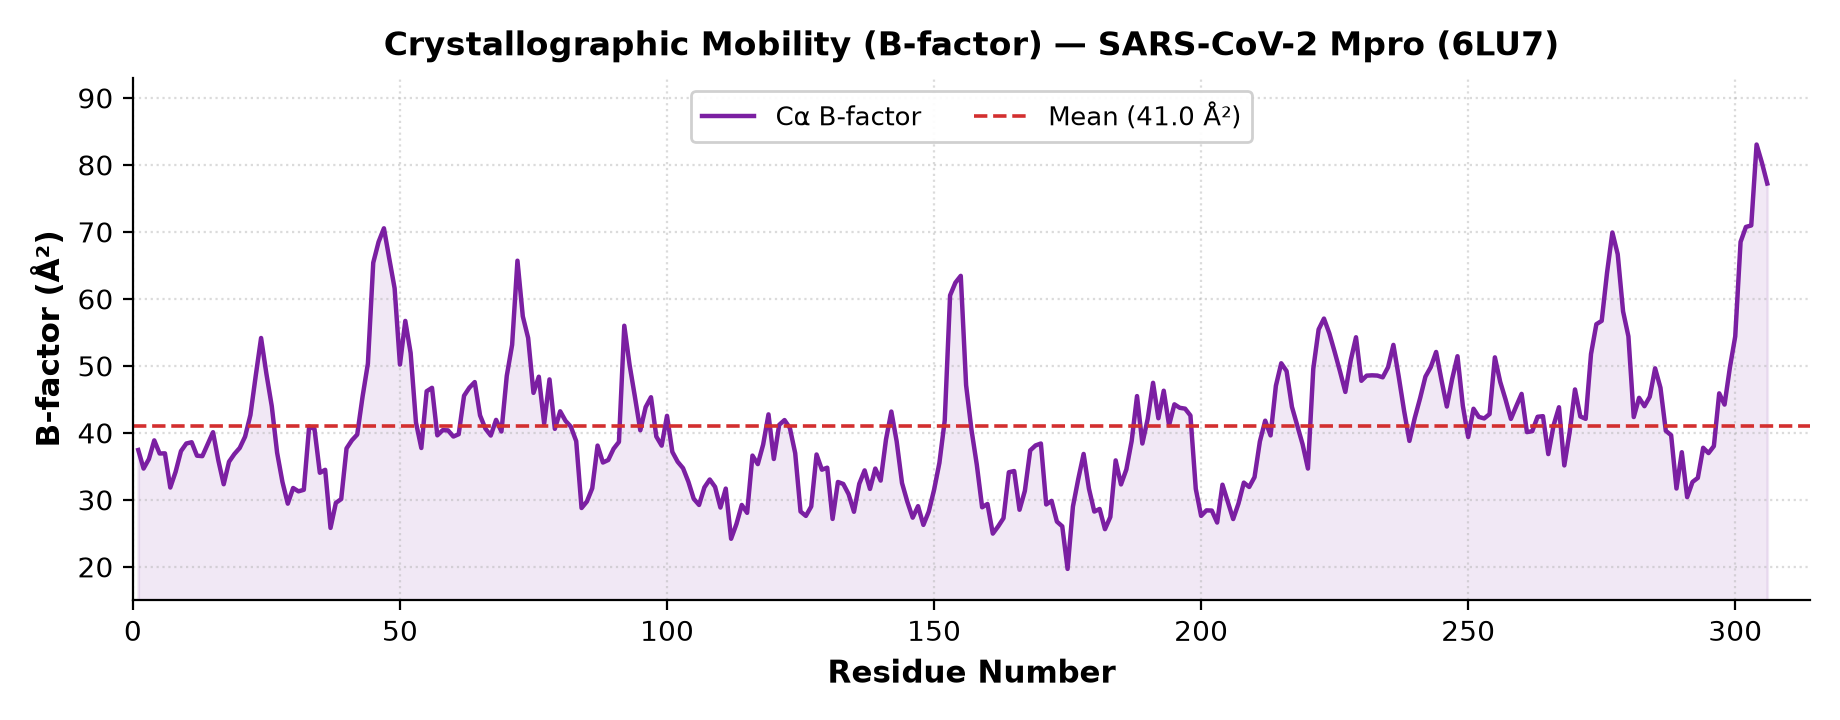 Crystallographic Mobility (B-factor) — SARS-CoV-2 Mpro (6LU7)
Cα B-factor
Mean (41.0 Å²)
B-factor (Å²)
90
80
70
60
50
40
30
20
0 50 100 150 200 250 300
Residue Number